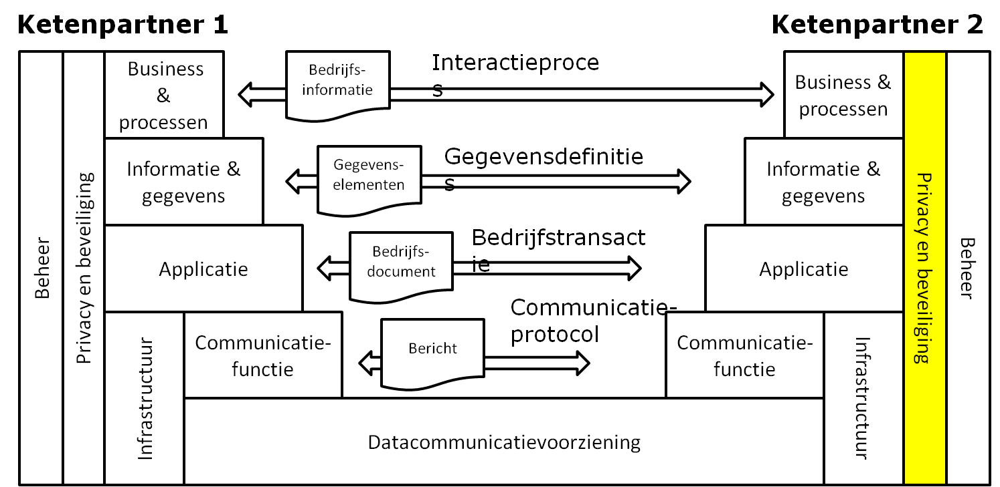 Ketenpartner 1
Ketenpartner 2
Beheer
Privacy en beveiliging
Business
&
processen
Bedrijfs-
informatie
Interactieproce
s
Business &
processen
Informatie &
gegevens
Gegevens-
elementen
Gegevensdefinitie
s
Informatie &
gegevens
Applicatie
Bedrijfs-
document
Bedrijfstransact
ie
Applicatie
Infrastructuur
Communicatie-
functie
Bericht
Communicatie-
protocol
Communicatie-
functie
Infrastructuur
Datacommunicatievoorziening
Privacy en beveiliging
Beheer